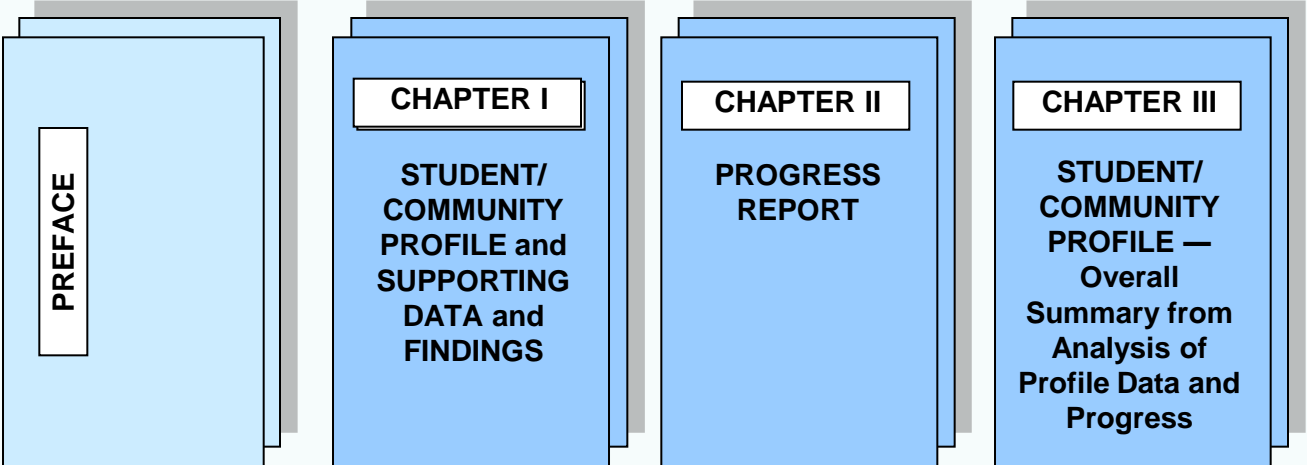 PREFACE
CHAPTER I
STUDENT/
COMMUNITY
PROFILE and
SUPPORTING
DATA and
FINDINGS
CHAPTER II
PROGRESS
REPORT
CHAPTER III
STUDENT/
COMMUNITY
PROFILE —
Overall
Summary from
Analysis of
Profile Data and
Progress